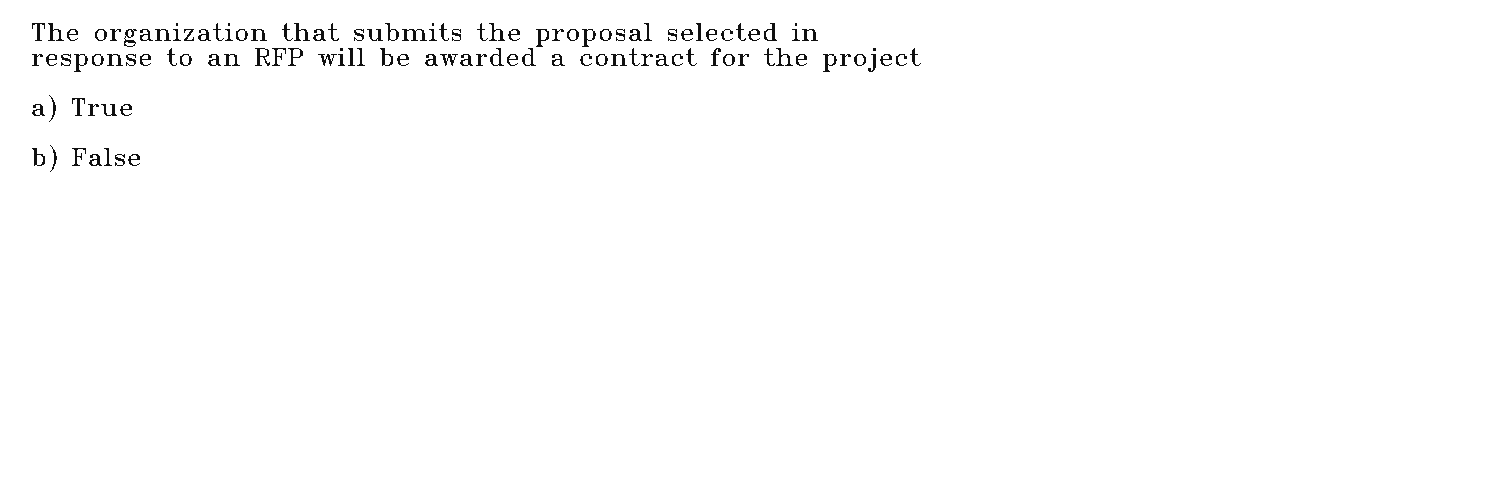 The organization that submits the proposal selected in
response to an RFP will be awarded a contract for the project
a) True
b) False